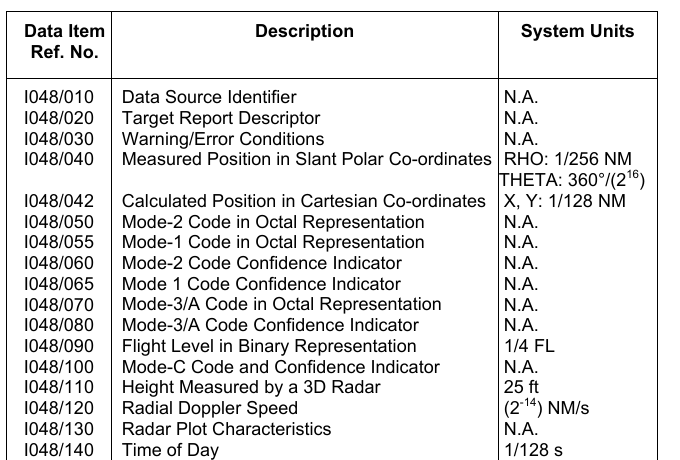 Data Item Description System Units
Ref. No.
I048/010 Data Source Identifier N.A.
I048/020 Target Report Descriptor N.A.
I048/030 Warning/Error Conditions N.A.
I048/040 Measured Position in Slant Polar Co-ordinates RHO: 1/256 NM
THETA: 360°/(2¹⁶)
I048/042 Calculated Position in Cartesian Co-ordinates X, Y: 1/128 NM
I048/050 Mode-2 Code in Octal Representation N.A.
I048/055 Mode-1 Code in Octal Representation N.A.
I048/060 Mode-2 Code Confidence Indicator N.A.
I048/065 Mode 1 Code Confidence Indicator N.A.
I048/070 Mode-3/A Code in Octal Representation N.A.
I048/080 Mode-3/A Code Confidence Indicator N.A.
I048/090 Flight Level in Binary Representation 1/4 FL
I048/100 Mode-C Code and Confidence Indicator N.A.
I048/110 Height Measured by a 3D Radar 25 ft
I048/120 Radial Doppler Speed (2⁻¹⁴) NM/s
I048/130 Radar Plot Characteristics N.A.
I048/140 Time of Day 1/128 s